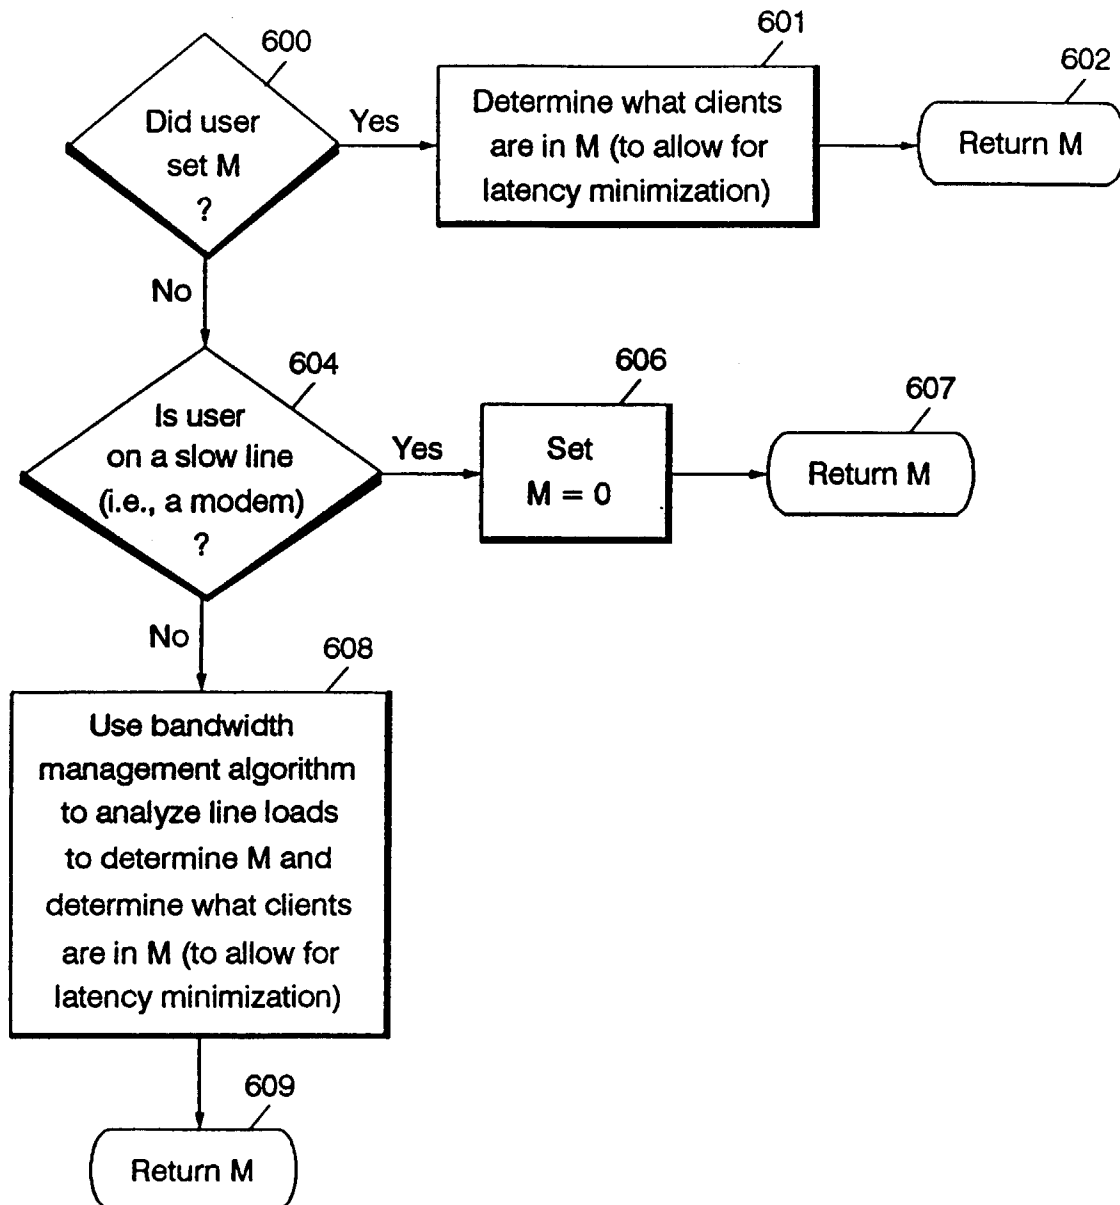 600
Did user
set M
?
Yes
601
Determine what clients
are in M (to allow for
latency minimization)
602
Return M
No
604
Is user
on a slow line
(i.e., a modem)
?
Yes
606
Set
M = 0
607
Return M
No
608
Use bandwidth
management algorithm
to analyze line loads
to determine M and
determine what clients
are in M (to allow for
latency minimization)
609
Return M